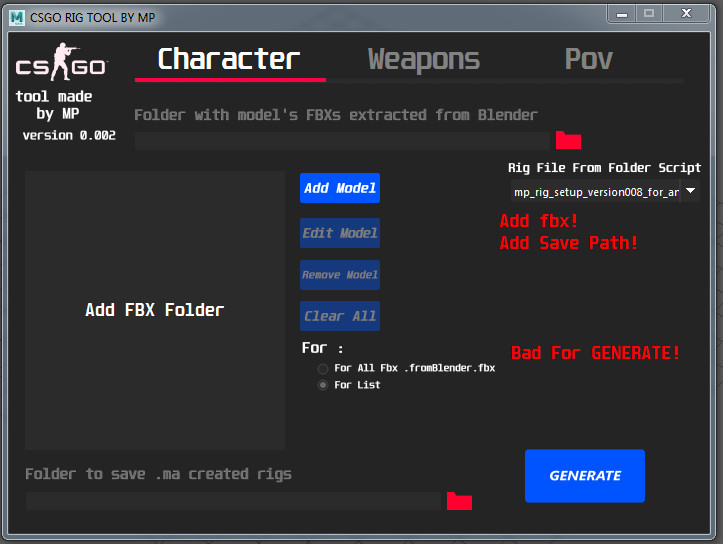 CSGO RIG TOOL BY MP
CS GO
tool made
by MP
version 0.002
Character Weapons Pov
Folder with model's FBXs extracted from Blender
Rig File From Folder Script
mp_rig_setup_version008_for_ar
Add Model
Edit Model
Remove Model
Clear All
Add fbx!
Add Save Path!
Add FBX Folder
For :
For All Fbx .fromBlender.fbx
For List
Bad For GENERATE!
Folder to save .ma created rigs
GENERATE